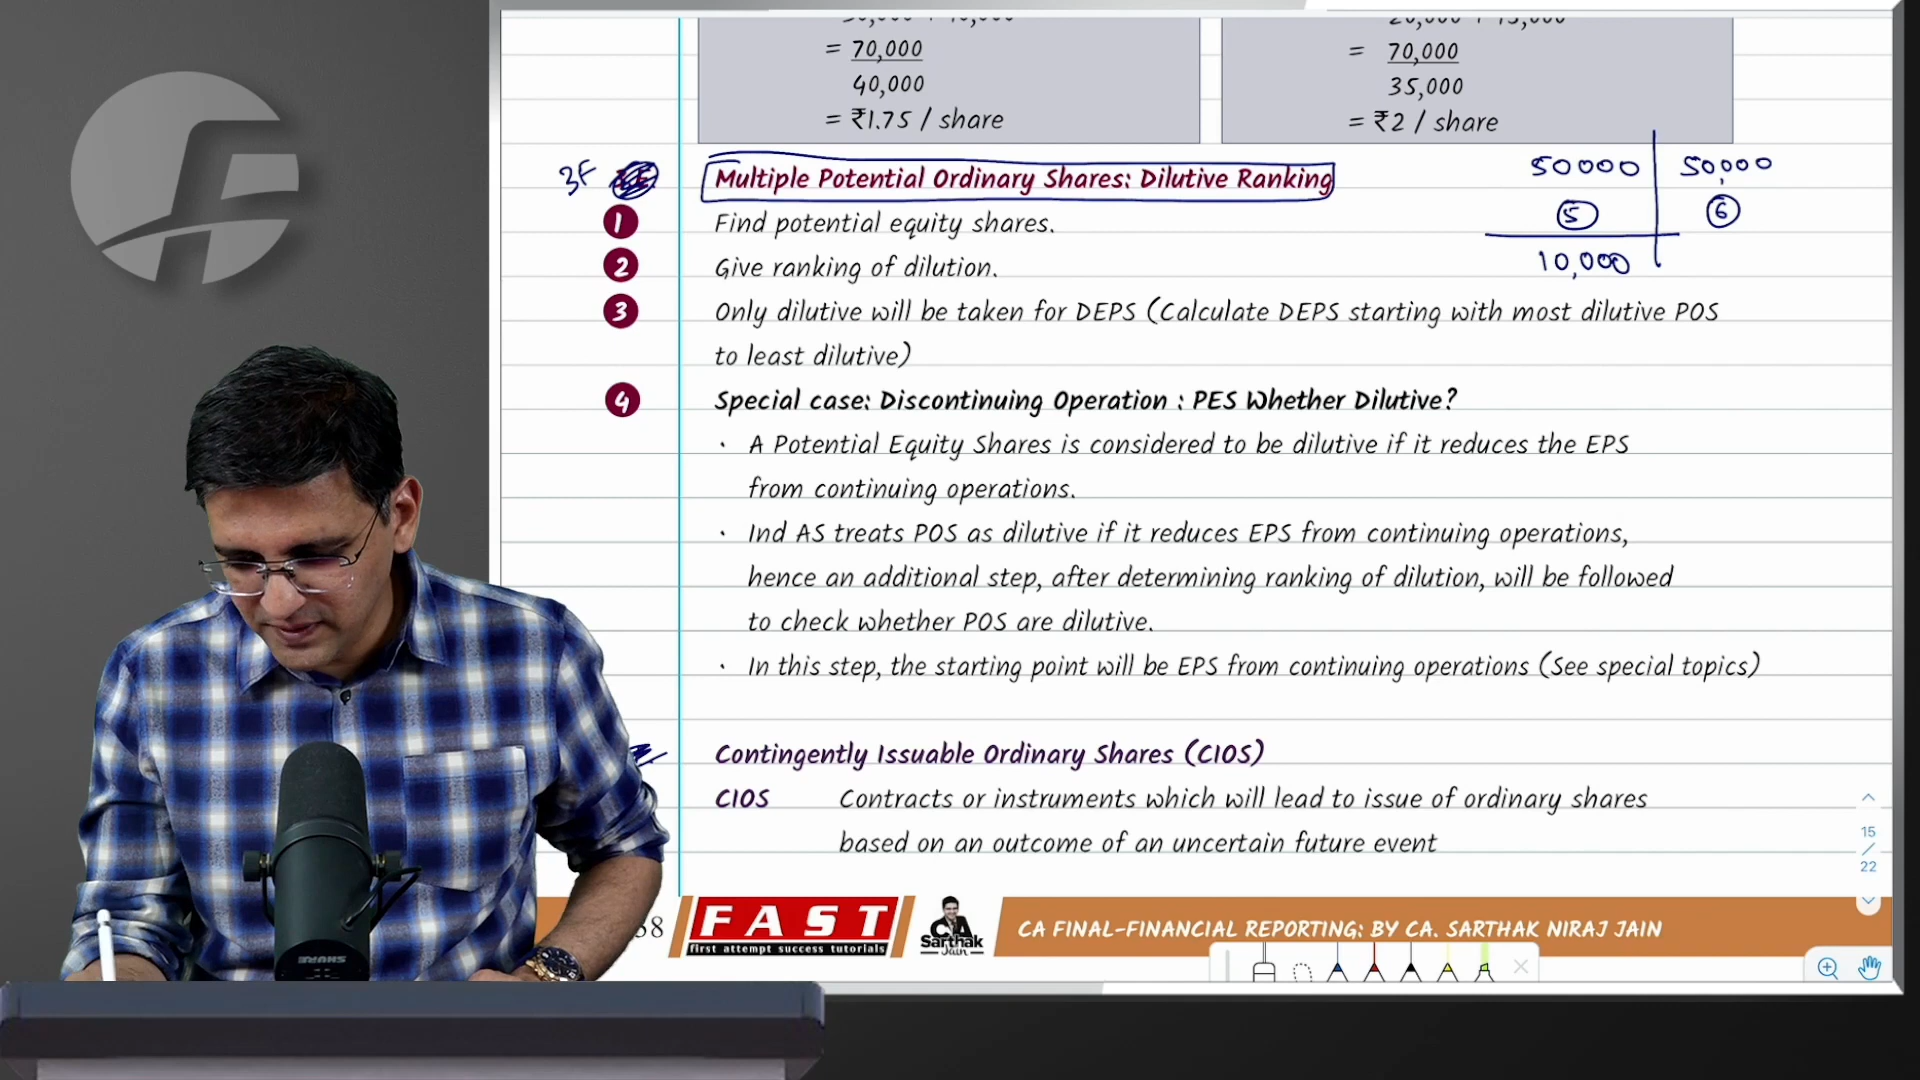 = 70,000
40,000
= ₹1.75 / share
= 70,000
35,000
= ₹2 / share
3F
Multiple Potential Ordinary Shares: Dilutive Ranking
50000
50,000
5
6
10,000
1 Find potential equity shares.
2 Give ranking of dilution.
3 Only dilutive will be taken for DEPS (Calculate DEPS starting with most dilutive POS
to least dilutive)
4 Special case: Discontinuing Operation : PES Whether Dilutive?
· A Potential Equity Shares is considered to be dilutive if it reduces the EPS
from continuing operations.
· Ind AS treats POS as dilutive if it reduces EPS from continuing operations,
hence an additional step, after determining ranking of dilution, will be followed
to check whether POS are dilutive.
· In this step, the starting point will be EPS from continuing operations (See special topics)
Contingently Issuable Ordinary Shares (CIOS)
CIOS Contracts or instruments which will lead to issue of ordinary shares
based on an outcome of an uncertain future event
15
/
22
FAST
first attempt success tutorials
CA
Sarthak
Jain
CA FINAL-FINANCIAL REPORTING: BY CA. SARTHAK NIRAJ JAIN
SHURE